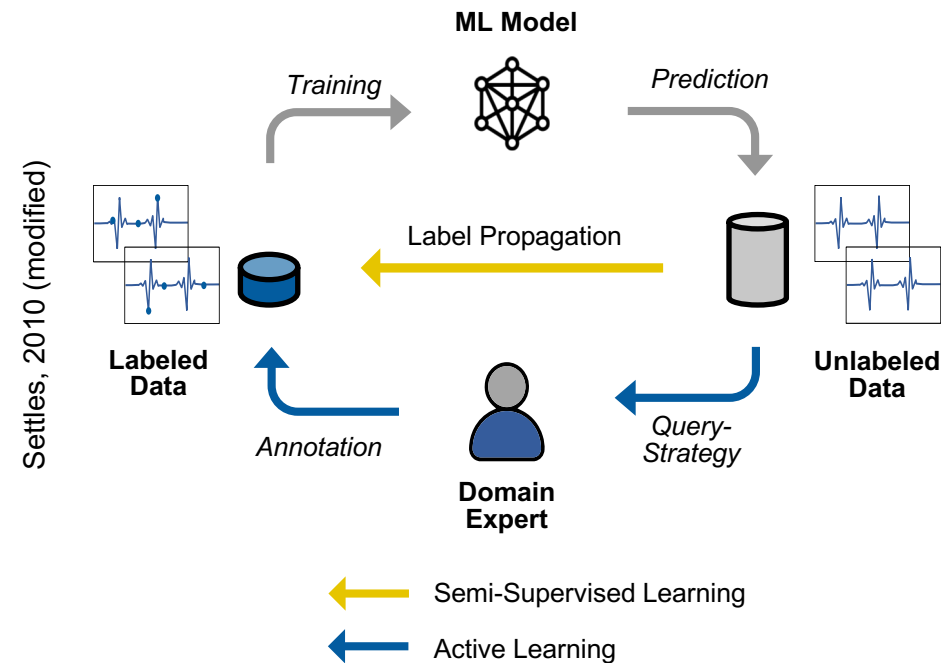 ML Model
Training
Prediction
Settles, 2010 (modified)
Label Propagation
Labeled
Data
Unlabeled
Data
Annotation
Query-
Strategy
Domain
Expert
Semi-Supervised Learning
Active Learning